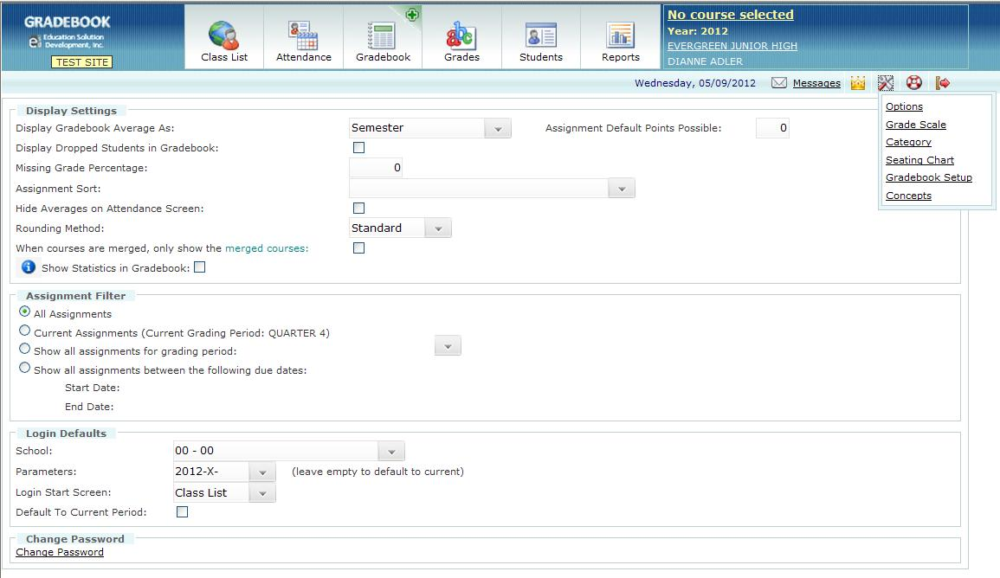 GRADEBOOK
Education Solution
Development, Inc.
TEST SITE
Class List
Attendance
Gradebook
abc
Grades
Students
Reports
No course selected
Year: 2012
EVERGREEN JUNIOR HIGH
DIANNE ADLER
Wednesday, 05/09/2012 Messages
Options
Grade Scale
Category
Seating Chart
Gradebook Setup
Concepts
Display Settings
Display Gradebook Average As: Semester Assignment Default Points Possible: 0
Display Dropped Students in Gradebook:
Missing Grade Percentage: 0
Assignment Sort:
Hide Averages on Attendance Screen:
Rounding Method: Standard
When courses are merged, only show the merged courses:
Show Statistics in Gradebook:
Assignment Filter
All Assignments
Current Assignments (Current Grading Period: QUARTER 4)
Show all assignments for grading period:
Show all assignments between the following due dates:
Start Date:
End Date:
Login Defaults
School: 00 - 00
Parameters: 2012-X- (leave empty to default to current)
Login Start Screen: Class List
Default To Current Period:
Change Password
Change Password